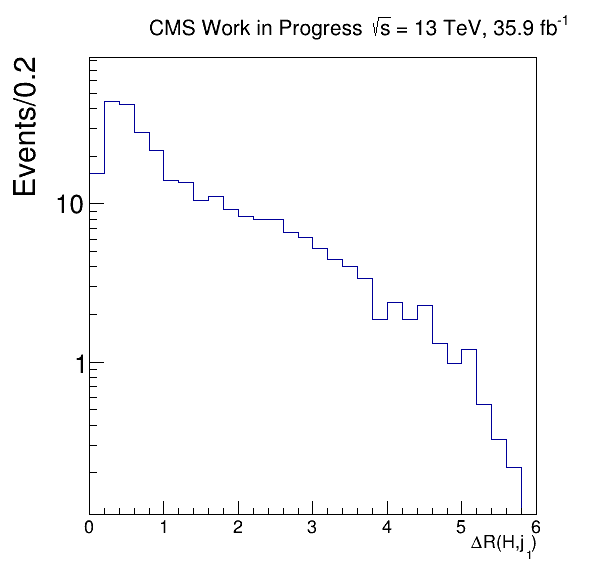 CMS Work in Progress √s = 13 TeV, 35.9 fb⁻¹
Events/0.2
10
1
0 1 2 3 4 5 6
ΔR(H,j₁)